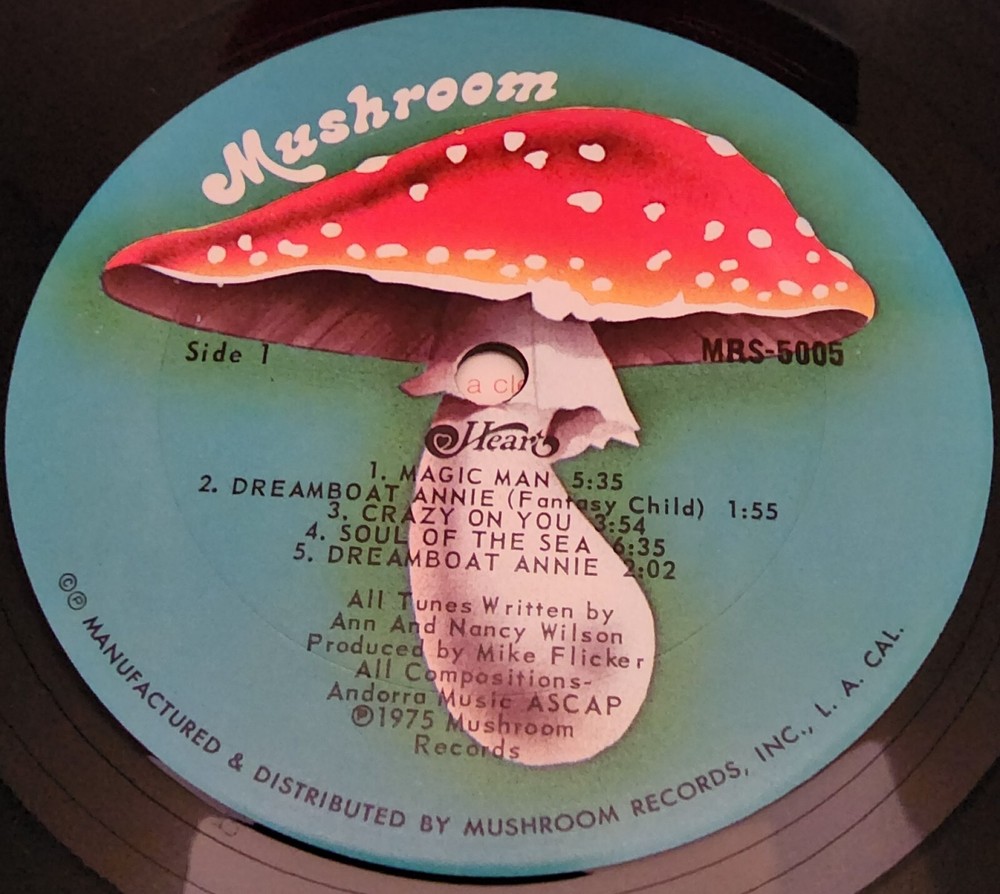 Mushroom
Side 1
MRS-5005
a cl
Heart
1. MAGIC MAN 5:35
2. DREAMBOAT ANNIE (Fantasy Child) 1:55
3. CRAZY ON YOU 3:54
4. SOUL OF THE SEA 6:35
5. DREAMBOAT ANNIE 2:02
All Tunes Written by
Ann And Nancy Wilson
Produced by Mike Flicker
All Compositions-
Andorra Music ASCAP
℗1975 Mushroom
Records
©℗ MANUFACTURED & DISTRIBUTED BY MUSHROOM RECORDS, INC., L. A. CAL.